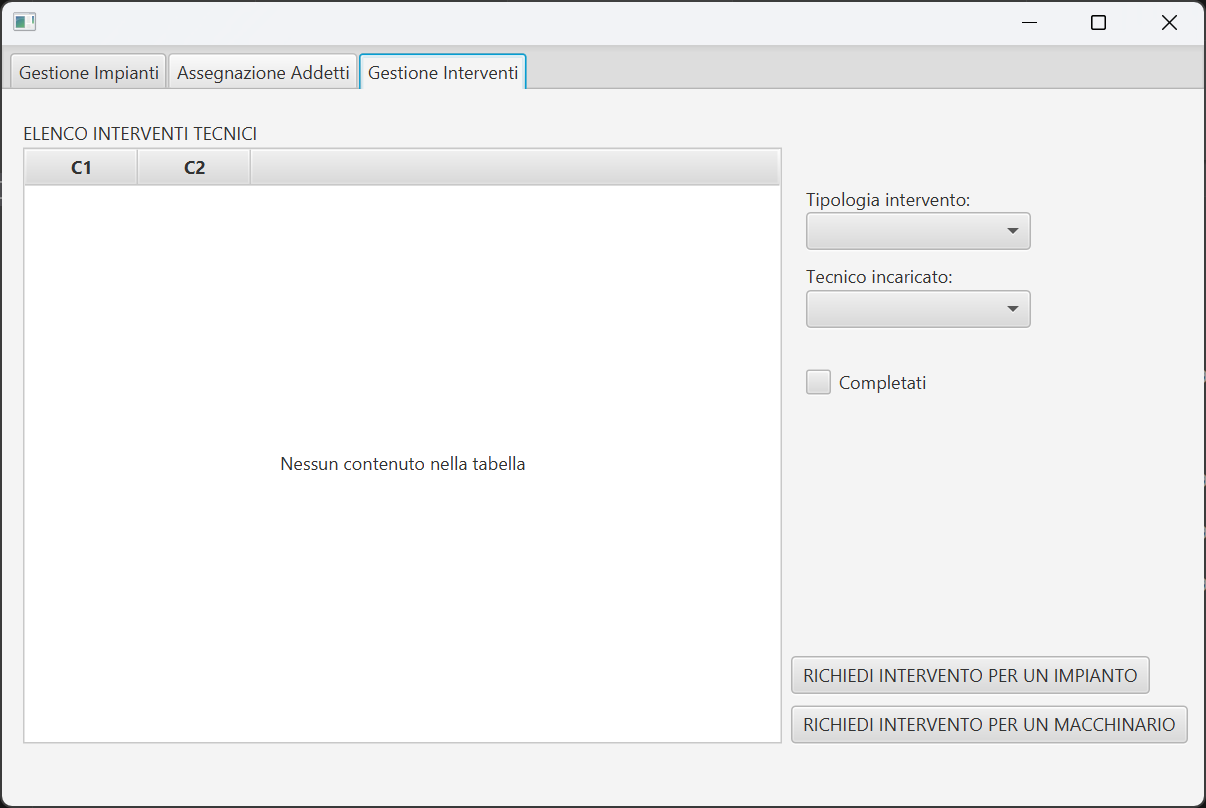 Gestione Impianti
Assegnazione Addetti
Gestione Interventi
ELENCO INTERVENTI TECNICI
C1
C2
Nessun contenuto nella tabella
Tipologia intervento:
Tecnico incaricato:
Completati
RICHIEDI INTERVENTO PER UN IMPIANTO
RICHIEDI INTERVENTO PER UN MACCHINARIO